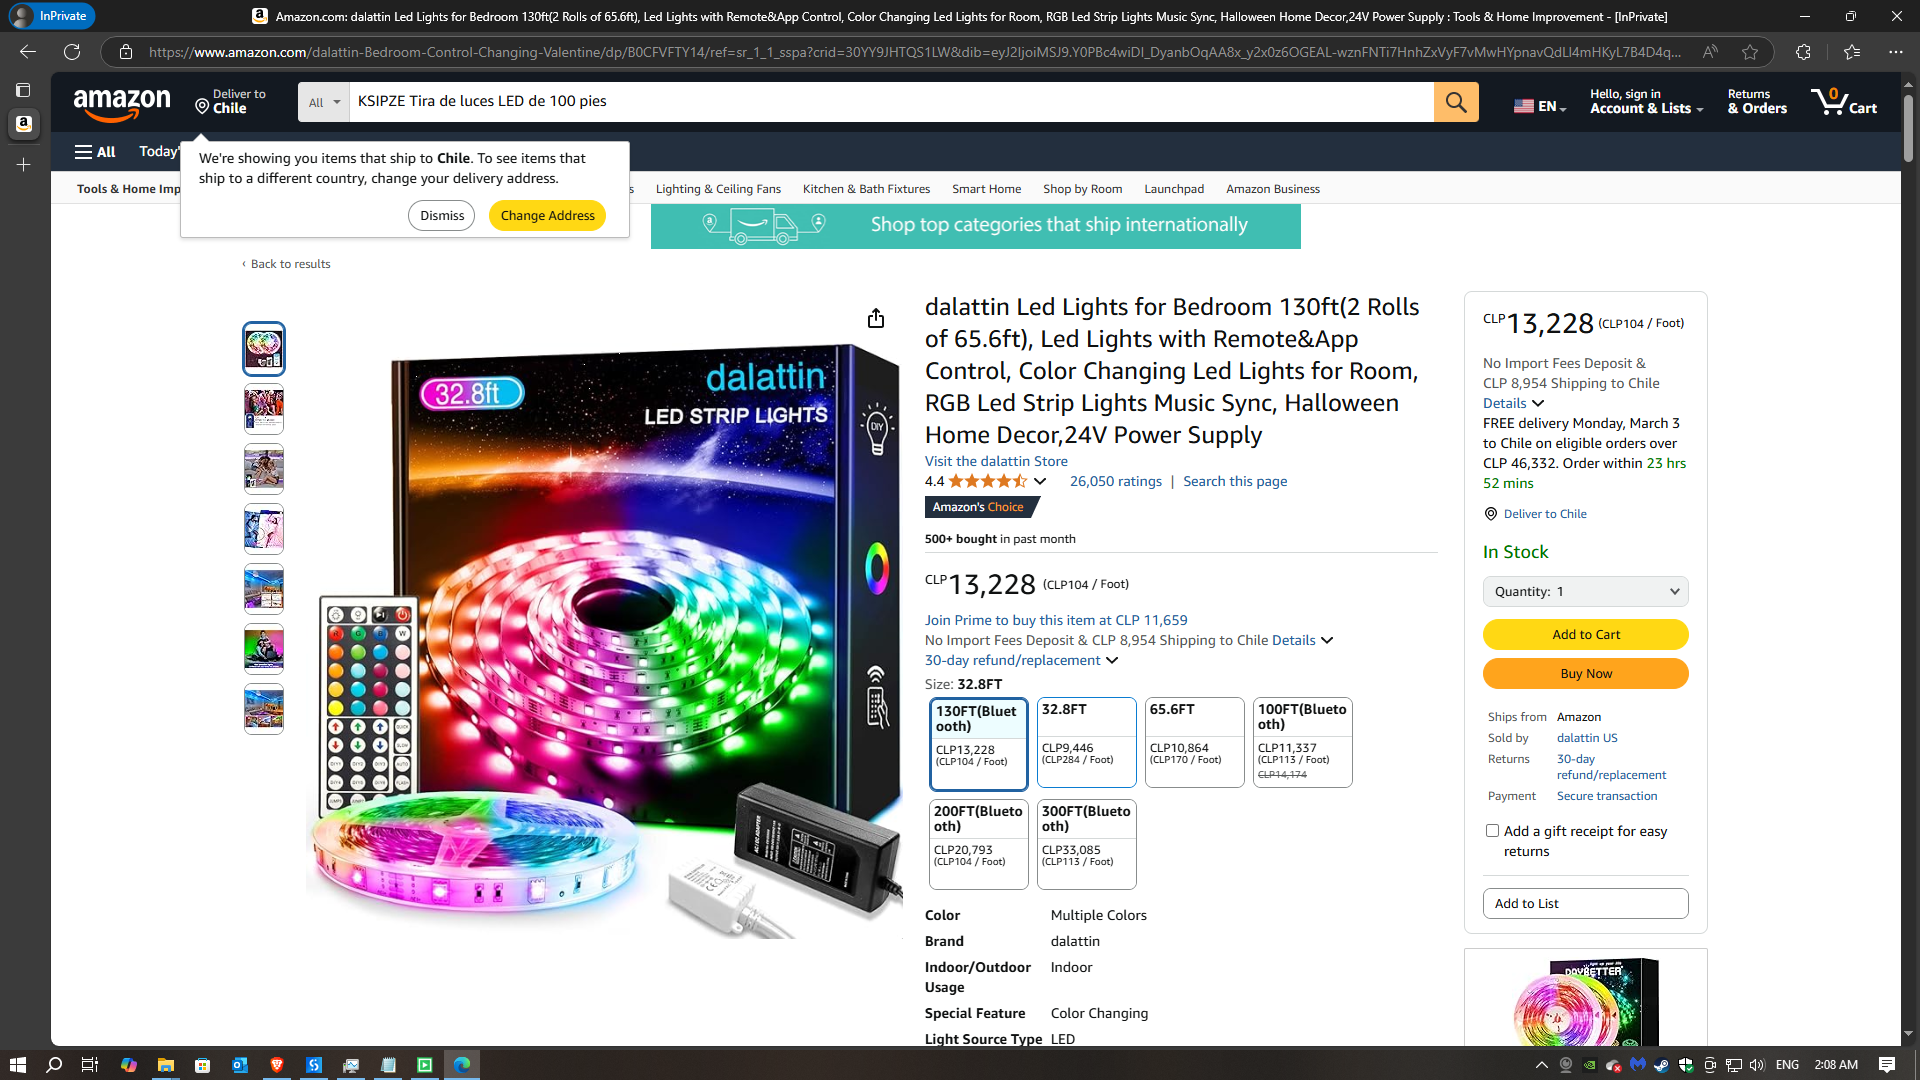 InPrivate
Amazon.com: dalattin Led Lights for Bedroom 130ft(2 Rolls of 65.6ft), Led Lights with Remote&App Control, Color Changing Led Lights for Room, RGB Led Strip Lights Music Sync, Halloween Home Decor,24V Power Supply : Tools & Home Improvement - [InPrivate]
https://www.amazon.com/dalattin-Bedroom-Control-Changing-Valentine/dp/B0CFVFTY14/ref=sr_1_1_sspa?crid=30YY9JHTQS1LW&dib=
amazon
Deliver to
Chile
All
KSIPZE Tira de luces LED de 100 pies
EN
Hello, sign in
Account & Lists
Returns
& Orders
0
Cart
All
Today'
We're showing you items that ship to Chile. To see items that
ship to a different country, change your delivery address.
Dismiss
Change Address
Tools & Home Imp
s
Lighting & Ceiling Fans
Kitchen & Bath Fixtures
Smart Home
Shop by Room
Launchpad
Amazon Business
Shop top categories that ship internationally
‹ Back to results
32.8ft
dalattin
LED STRIP LIGHTS
DIY
dalattin Led Lights for Bedroom 130ft(2 Rolls
of 65.6ft), Led Lights with Remote&App
Control, Color Changing Led Lights for Room,
RGB Led Strip Lights Music Sync, Halloween
Home Decor,24V Power Supply
Visit the dalattin Store
4.4
26,050 ratings | Search this page
Amazon's Choice
500+ bought in past month
CLP13,228 (CLP104 / Foot)
Join Prime to buy this item at CLP 11,659
No Import Fees Deposit & CLP 8,954 Shipping to Chile Details
30-day refund/replacement
Size: 32.8FT
130FT(Bluet
ooth)
CLP13,228
(CLP104 / Foot)
32.8FT
CLP9,446
(CLP284 / Foot)
65.6FT
CLP10,864
(CLP170 / Foot)
100FT(Blueto
oth)
CLP11,337
(CLP113 / Foot)
CLP14,174
200FT(Blueto
oth)
CLP20,793
(CLP104 / Foot)
300FT(Blueto
oth)
CLP33,085
(CLP113 / Foot)
Color Multiple Colors
Brand dalattin
Indoor/Outdoor Indoor
Usage
Special Feature Color Changing
Light Source Type LED
CLP13,228 (CLP104 / Foot)
No Import Fees Deposit &
CLP 8,954 Shipping to Chile
Details
FREE delivery Monday, March 3
to Chile on eligible orders over
CLP 46,332. Order within 23 hrs
52 mins
Deliver to Chile
In Stock
Quantity: 1
Add to Cart
Buy Now
Ships from Amazon
Sold by dalattin US
Returns 30-day
refund/replacement
Payment Secure transaction
Add a gift receipt for easy
returns
Add to List
DAYBETTER
ENG
2:08 AM